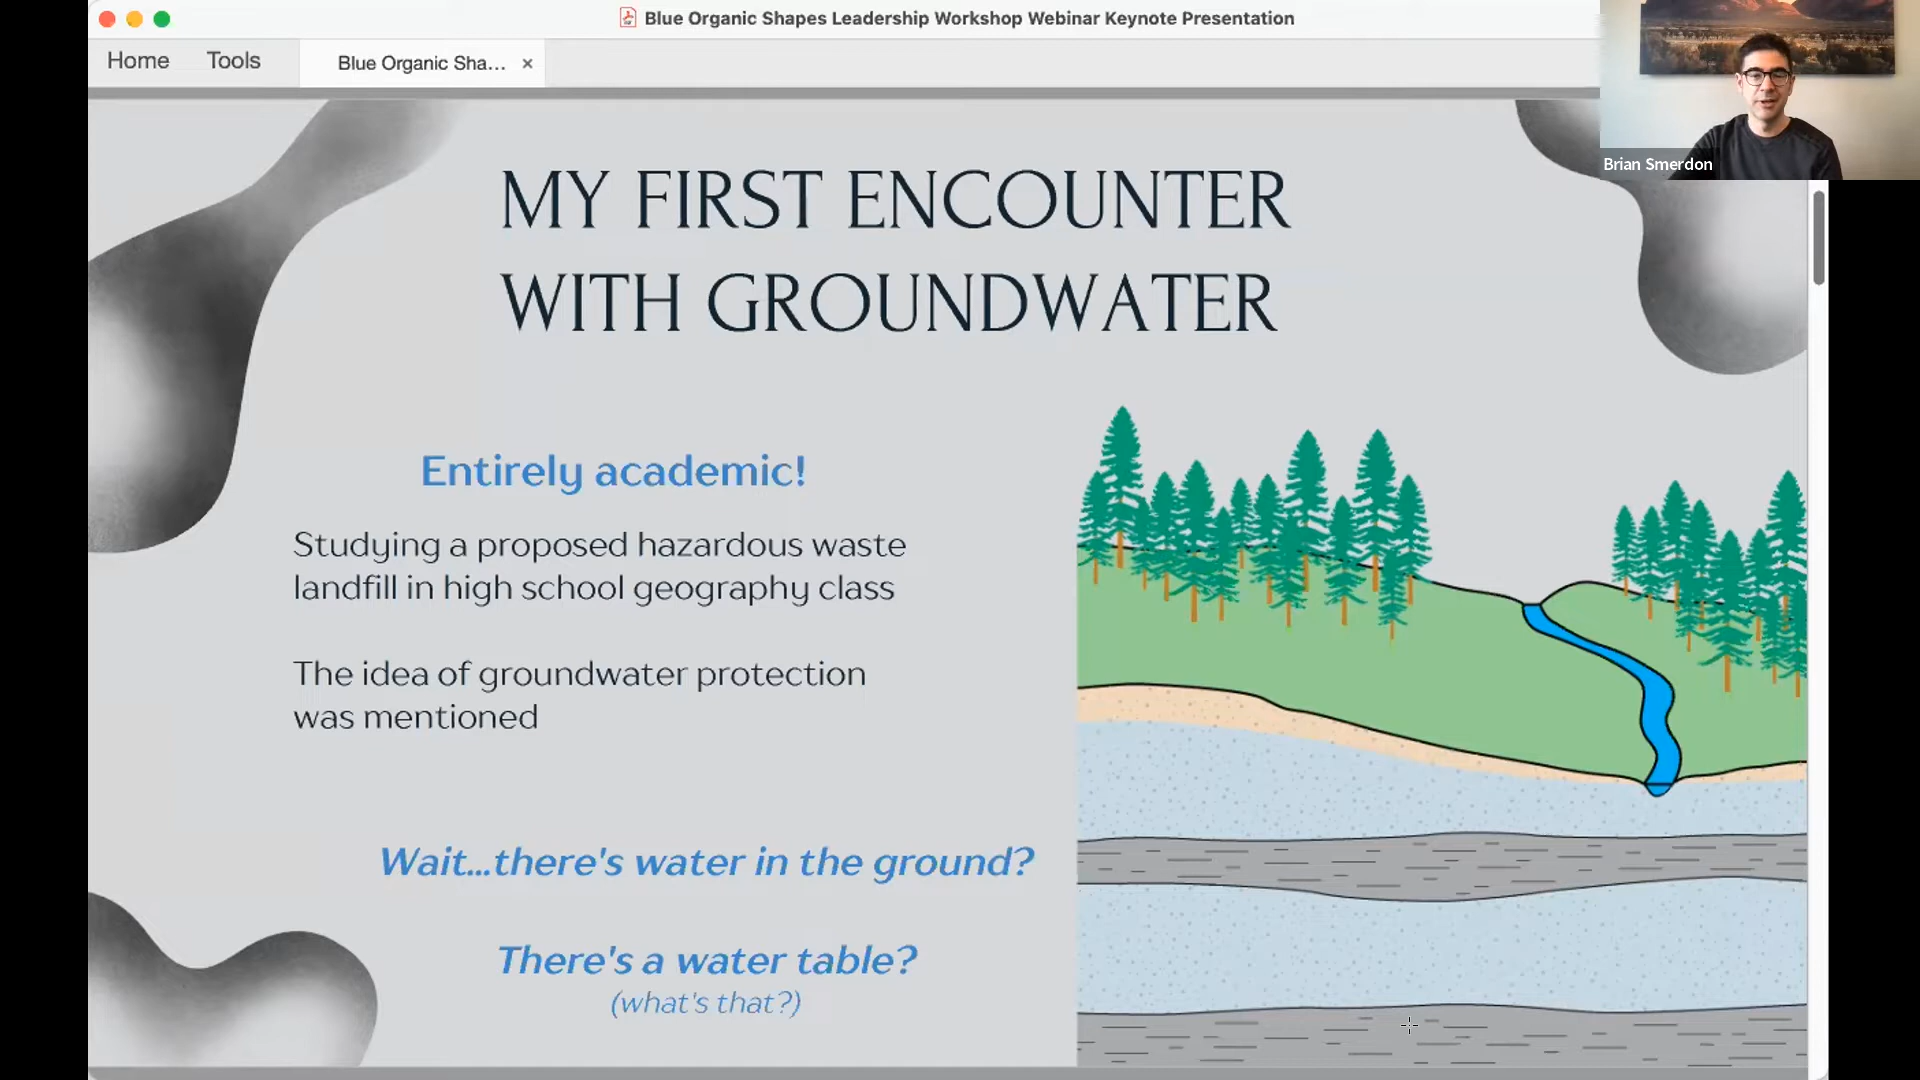 Blue Organic Shapes Leadership Workshop Webinar Keynote Presentation
Home Tools Blue Organic Sha... ×
Brian Smerdon
MY FIRST ENCOUNTER
WITH GROUNDWATER
Entirely academic!
Studying a proposed hazardous waste
landfill in high school geography class
The idea of groundwater protection
was mentioned
Wait...there's water in the ground?
There's a water table?
(what's that?)